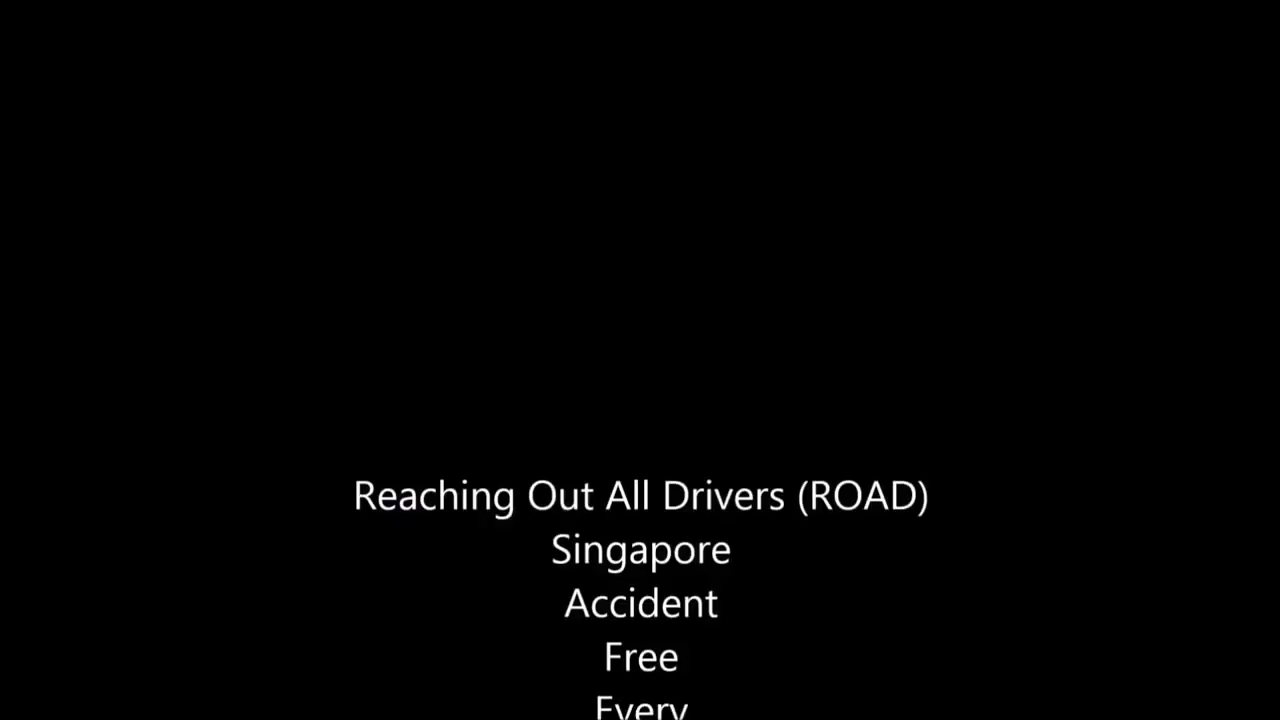 Reaching Out All Drivers (ROAD)
Singapore
Accident
Free
Every